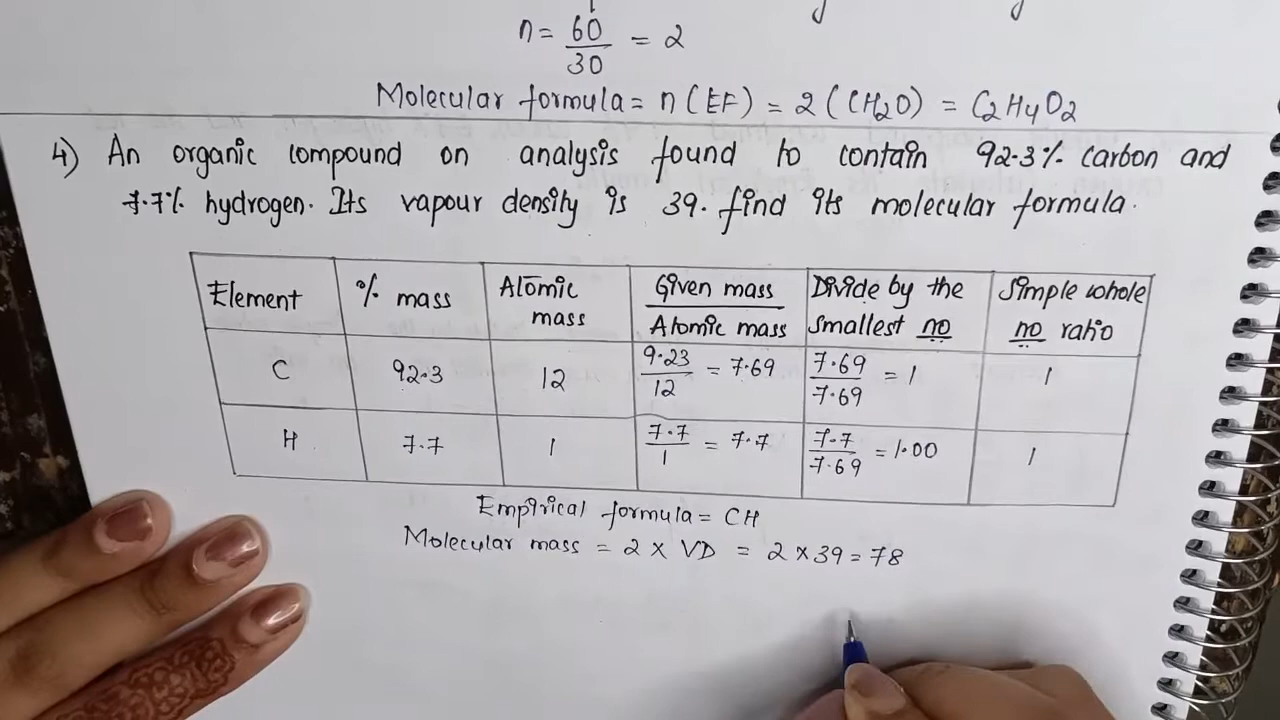 n = 60/30 = 2
Molecular formula = n (EF) = 2 (CH2O) = C2H4O2
4) An organic compound on analysis found to contain 92.3% carbon and
7.7% hydrogen. Its vapour density is 39. find its molecular formula.
Element | % mass | Atomic mass | Given mass / Atomic mass | Divide by the smallest no | Simple whole no ratio
C | 92.3 | 12 | 9.23/12 = 7.69 | 7.69/7.69 = 1 | 1
H | 7.7 | 1 | 7.7/1 = 7.7 | 7.7/7.69 = 1.00 | 1
Empirical formula = CH
Molecular mass = 2 × VD = 2 × 39 = 78